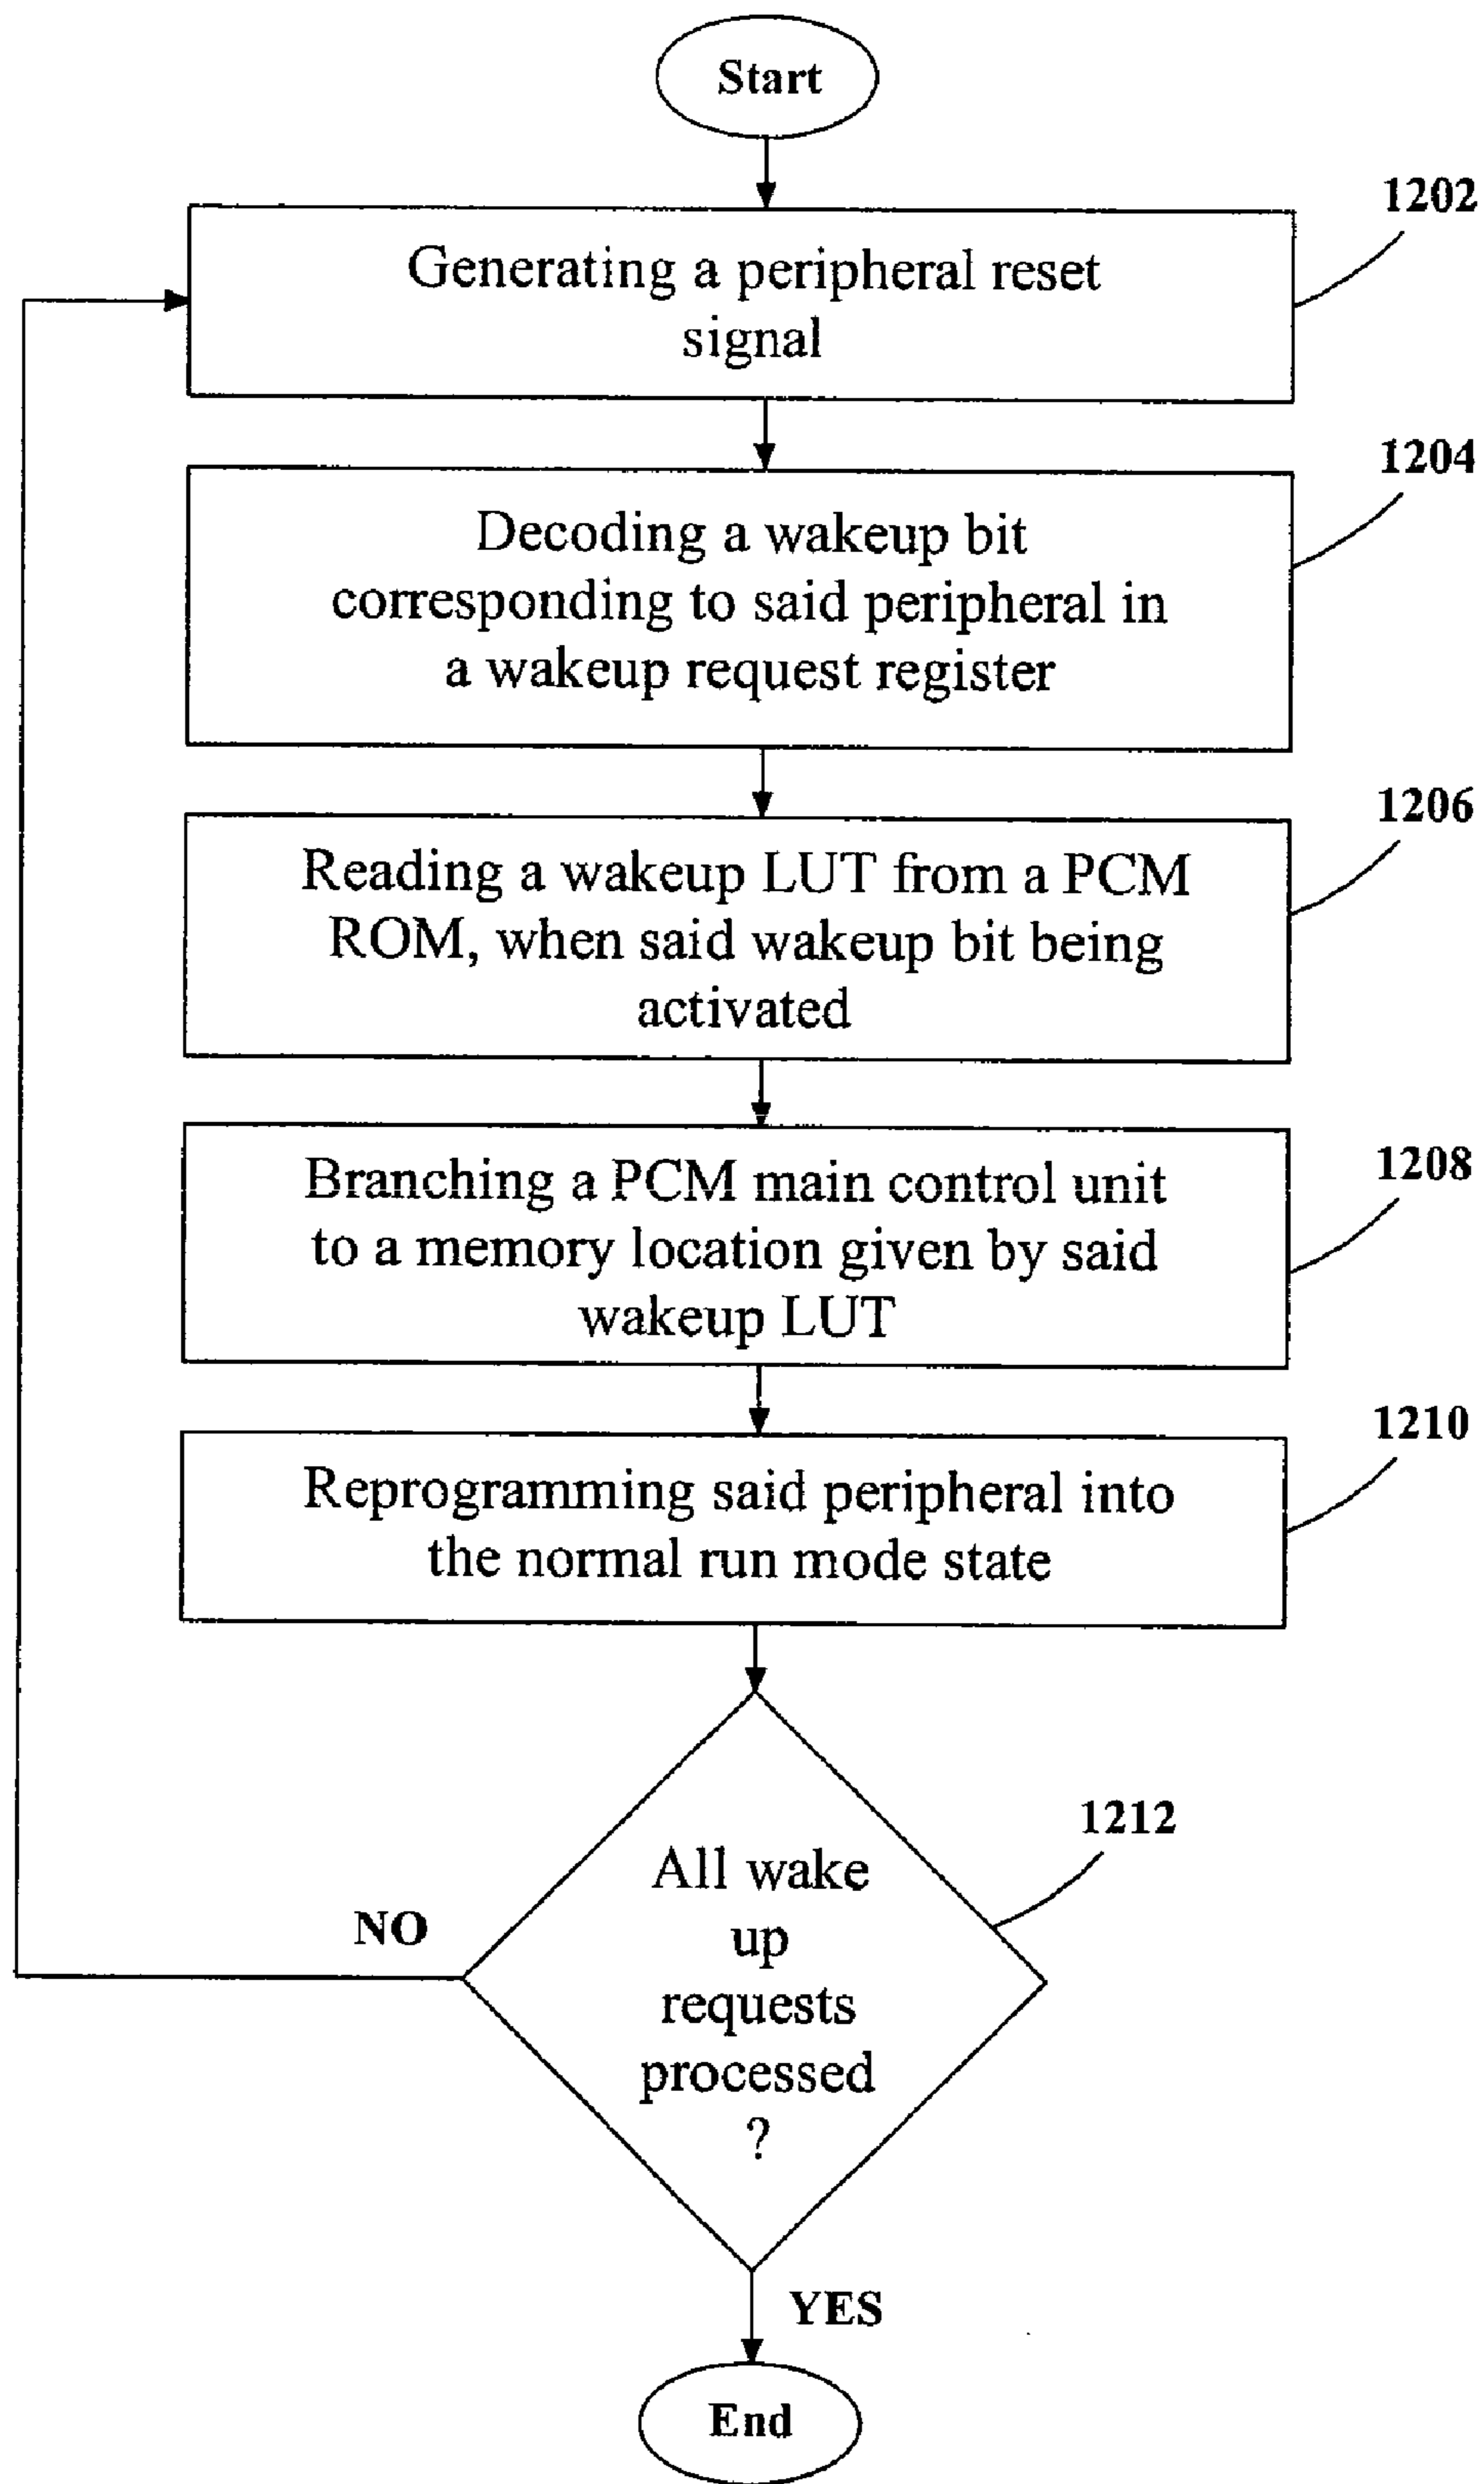 Start
1202
Generating a peripheral reset
signal
1204
Decoding a wakeup bit
corresponding to said peripheral in
a wakeup request register
1206
Reading a wakeup LUT from a PCM
ROM, when said wakeup bit being
activated
1208
Branching a PCM main control unit
to a memory location given by said
wakeup LUT
1210
Reprogramming said peripheral into
the normal run mode state
1212
All wake
up
requests
processed
?
NO
YES
End